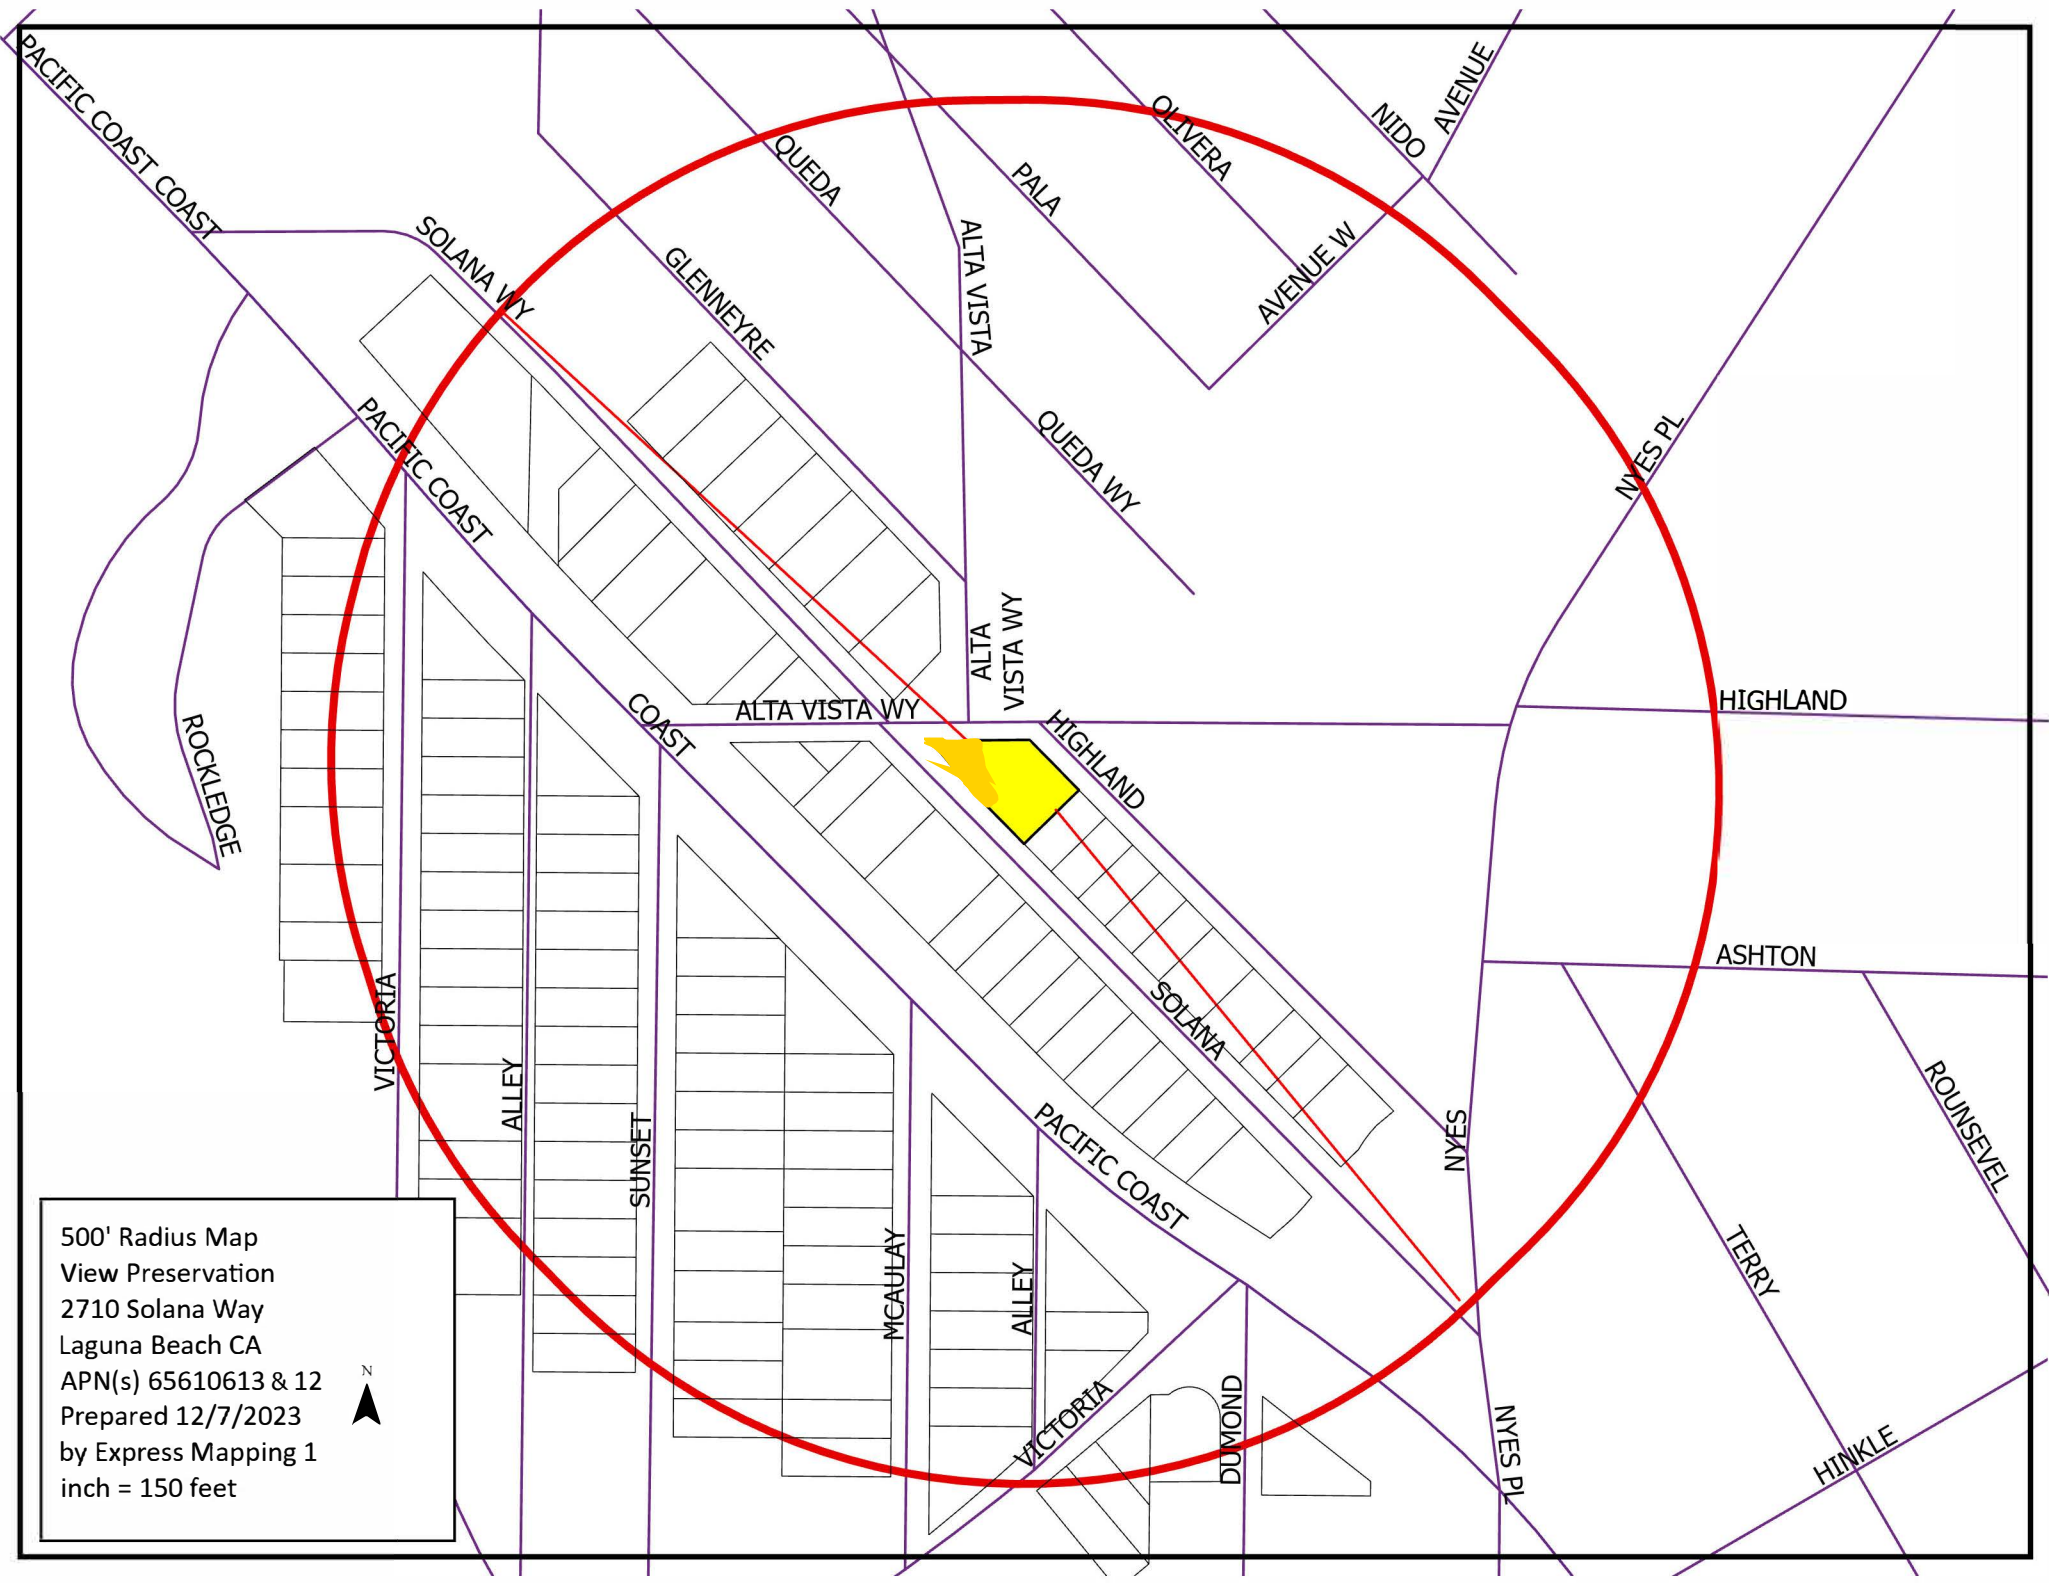 PACIFIC COAST
COAST
NIDO
AVENUE
OLIVERA
QUEDA
PALA
SOLANA WY
GLENNEYRE
ALTA VISTA
AVENUE W
PACIFIC COAST
QUEDA WY
NYES PL
ALTA
VISTA WY
ROCKLEDGE
COAST
ALTA VISTA WY
HIGHLAND
HIGHLAND
ASHTON
VICTORIA
SOLANA
ALLEY
SUNSET
PACIFIC COAST
NYES
ROUNSEVEL
TERRY
MCAULAY
ALLEY
VICTORIA
DUMOND
NYES PL
HINKLE
500' Radius Map
View Preservation
2710 Solana Way
Laguna Beach CA
APN(s) 65610613 & 12
Prepared 12/7/2023
by Express Mapping 1
inch = 150 feet
N